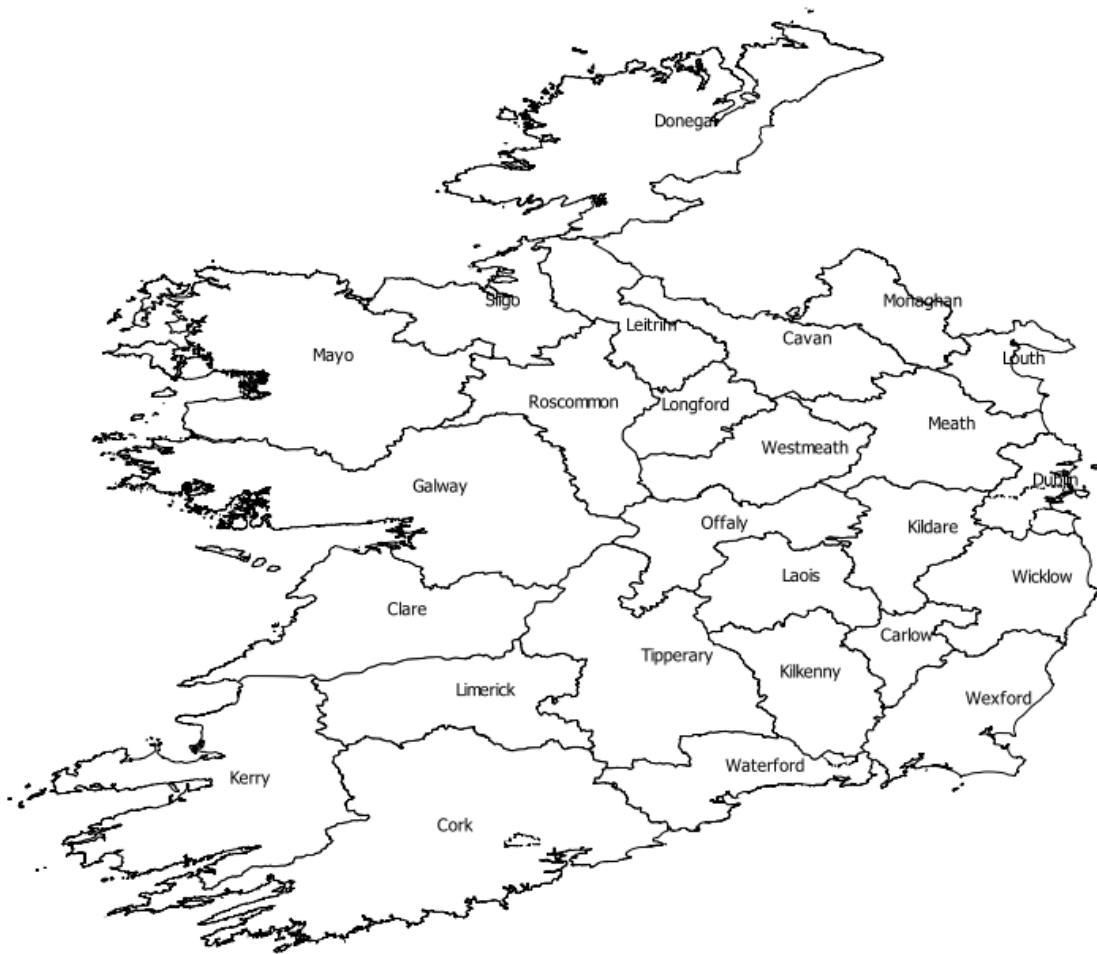 Donegal
Monaghan
Sligo
Leitrim
Cavan
Mayo
Louth
Roscommon
Longford
Meath
Westmeath
Dublin
Galway
Offaly
Kildare
Laois
Wicklow
Clare
Carlow
Tipperary
Kilkenny
Limerick
Wexford
Waterford
Kerry
Cork